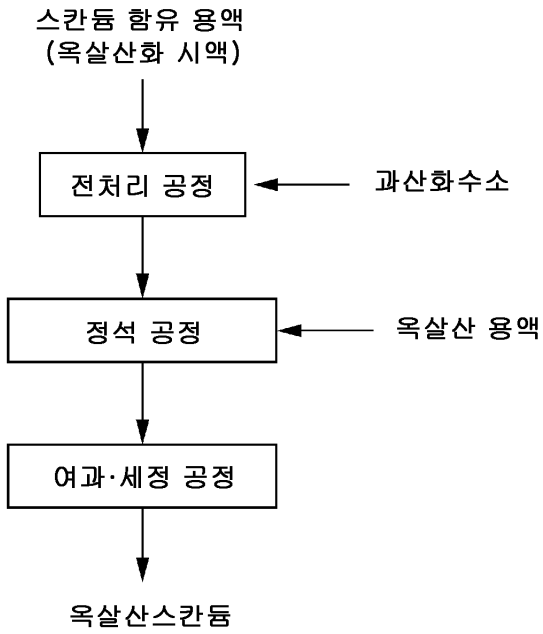 스칸듐 함유 용액
(옥살산화 시액)
전처리 공정
과산화수소
정석 공정
옥살산 용액
여과·세정 공정
옥살산스칸듐